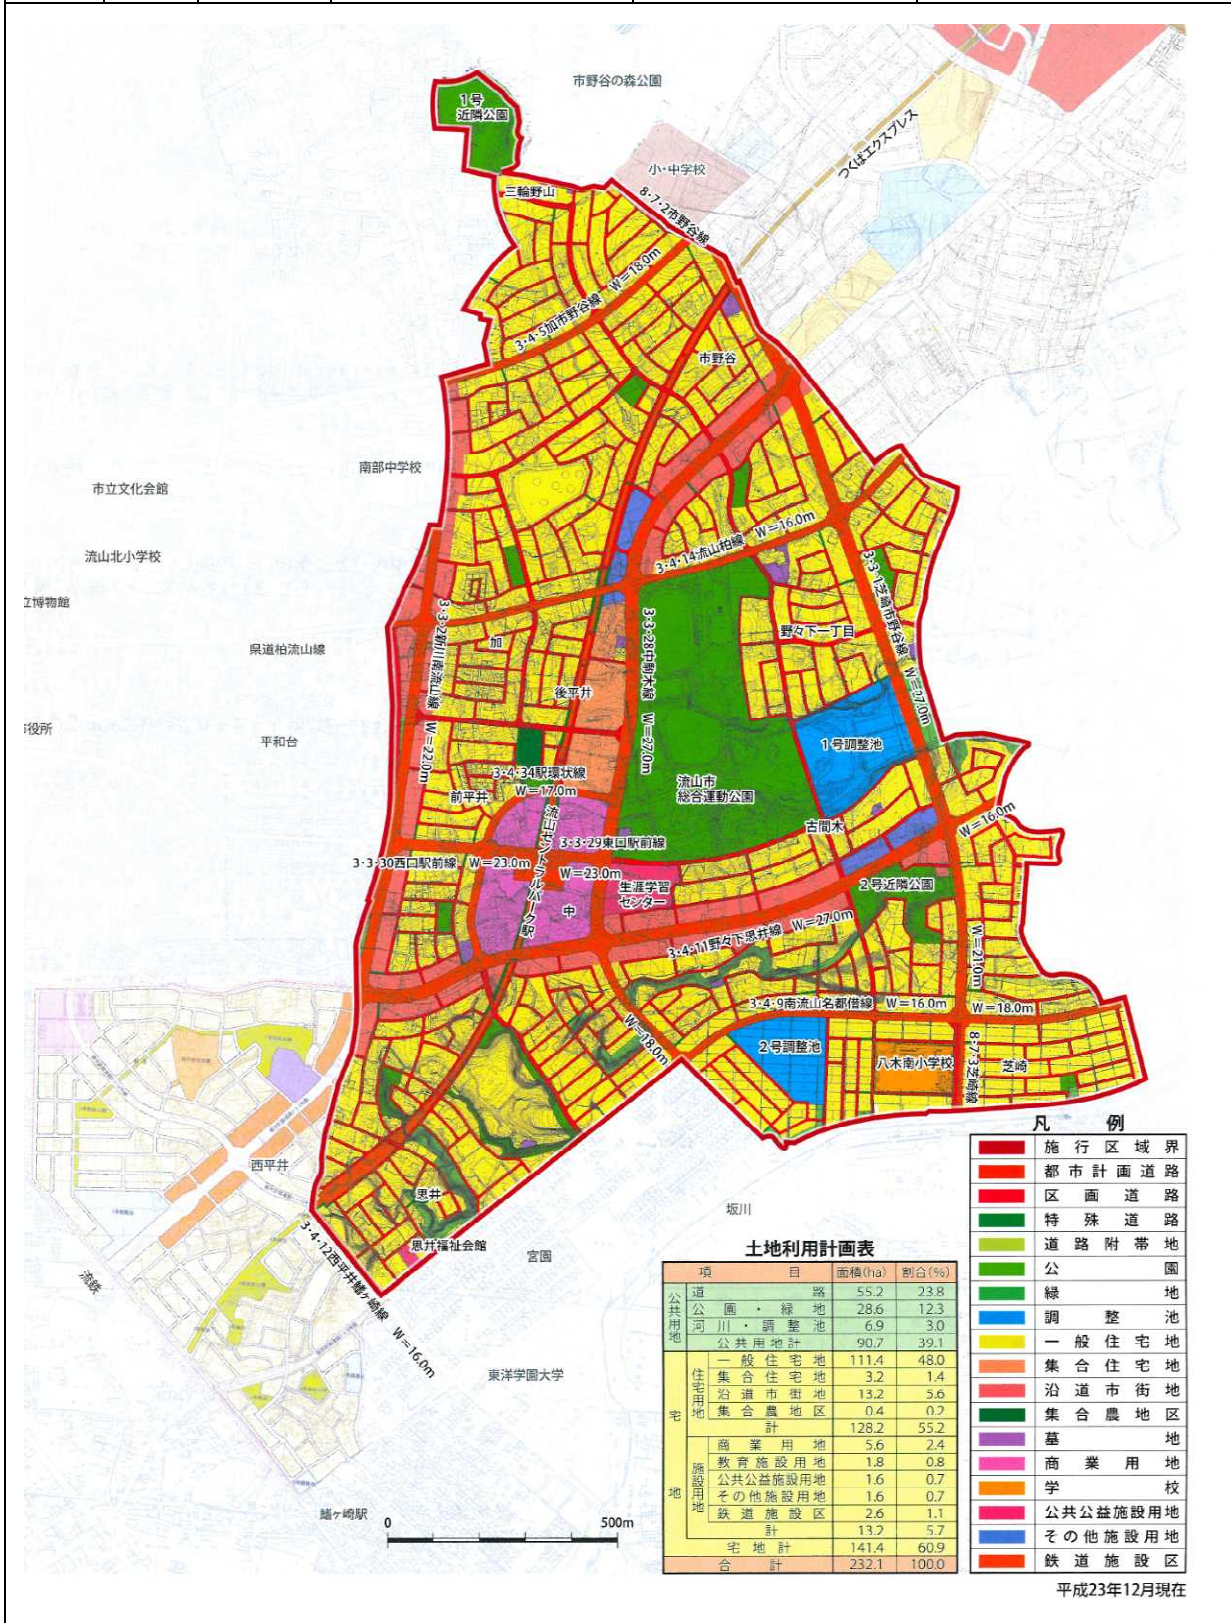 市野谷の森公園
1号
近隣公園
つくばエクスプレス
小・中学校
三輪野山
8・7・2市野谷線
3・4・5加市野谷線 W=18.0m
市野谷
南部中学校
市立文化会館
流山北小学校
立博物館
県道柏流山線
役所
平和台
3・4・14流山柏線 W=16.0m
3・3・1芝崎市野谷線 W=27.0m
3・3・2新川南流山線 W=22.0m
加
3・3・28中駒木線 W=27.0m
野々下一丁目
後平井
1号調整池
3・4・34駅環状線
W=17.0m
前平井
流山市
総合運動公園
流山セントラルパーク駅
3・3・29東口駅前線
W=23.0m
3・3・30西口駅前線 W=23.0m
古間木
W=16.0m
生涯学習
センター
中
2号近隣公園
3・4・11野々下思井線 W=27.0m
W=21.0m
3・4・9南流山名都借線 W=16.0m
W=18.0m
W=18.0m
2号調整池
八木南小学校
8・7・3芝崎線
芝崎
西平井
思井
思井福祉会館
3・4・12西平井鰭ヶ崎線 W=16.0m
流鉄
宮園
坂川
東洋学園大学
鰭ヶ崎駅
0 500m
土地利用計画表
項目 面積(ha) 割合(%)
公共用地
道路 55.2 23.8
公園・緑地 28.6 12.3
河川・調整池 6.9 3.0
公共用地計 90.7 39.1
宅地
住宅用地
一般住宅地 111.4 48.0
集合住宅地 3.2 1.4
沿道市街地 13.2 5.6
集合農地区 0.4 0.2
計 128.2 55.2
施設用地
商業用地 5.6 2.4
教育施設用地 1.8 0.8
公共公益施設用地 1.6 0.7
その他施設用地 1.6 0.7
鉄道施設区 2.6 1.1
計 13.2 5.7
宅地計 141.4 60.9
合計 232.1 100.0
凡例
施行区域界
都市計画道路
区画道路
特殊道路
道路附帯地
公園
緑地
調整池
一般住宅地
集合住宅地
沿道市街地
集合農地区
墓地
商業用地
学校
公共公益施設用地
その他施設用地
鉄道施設区
平成23年12月現在